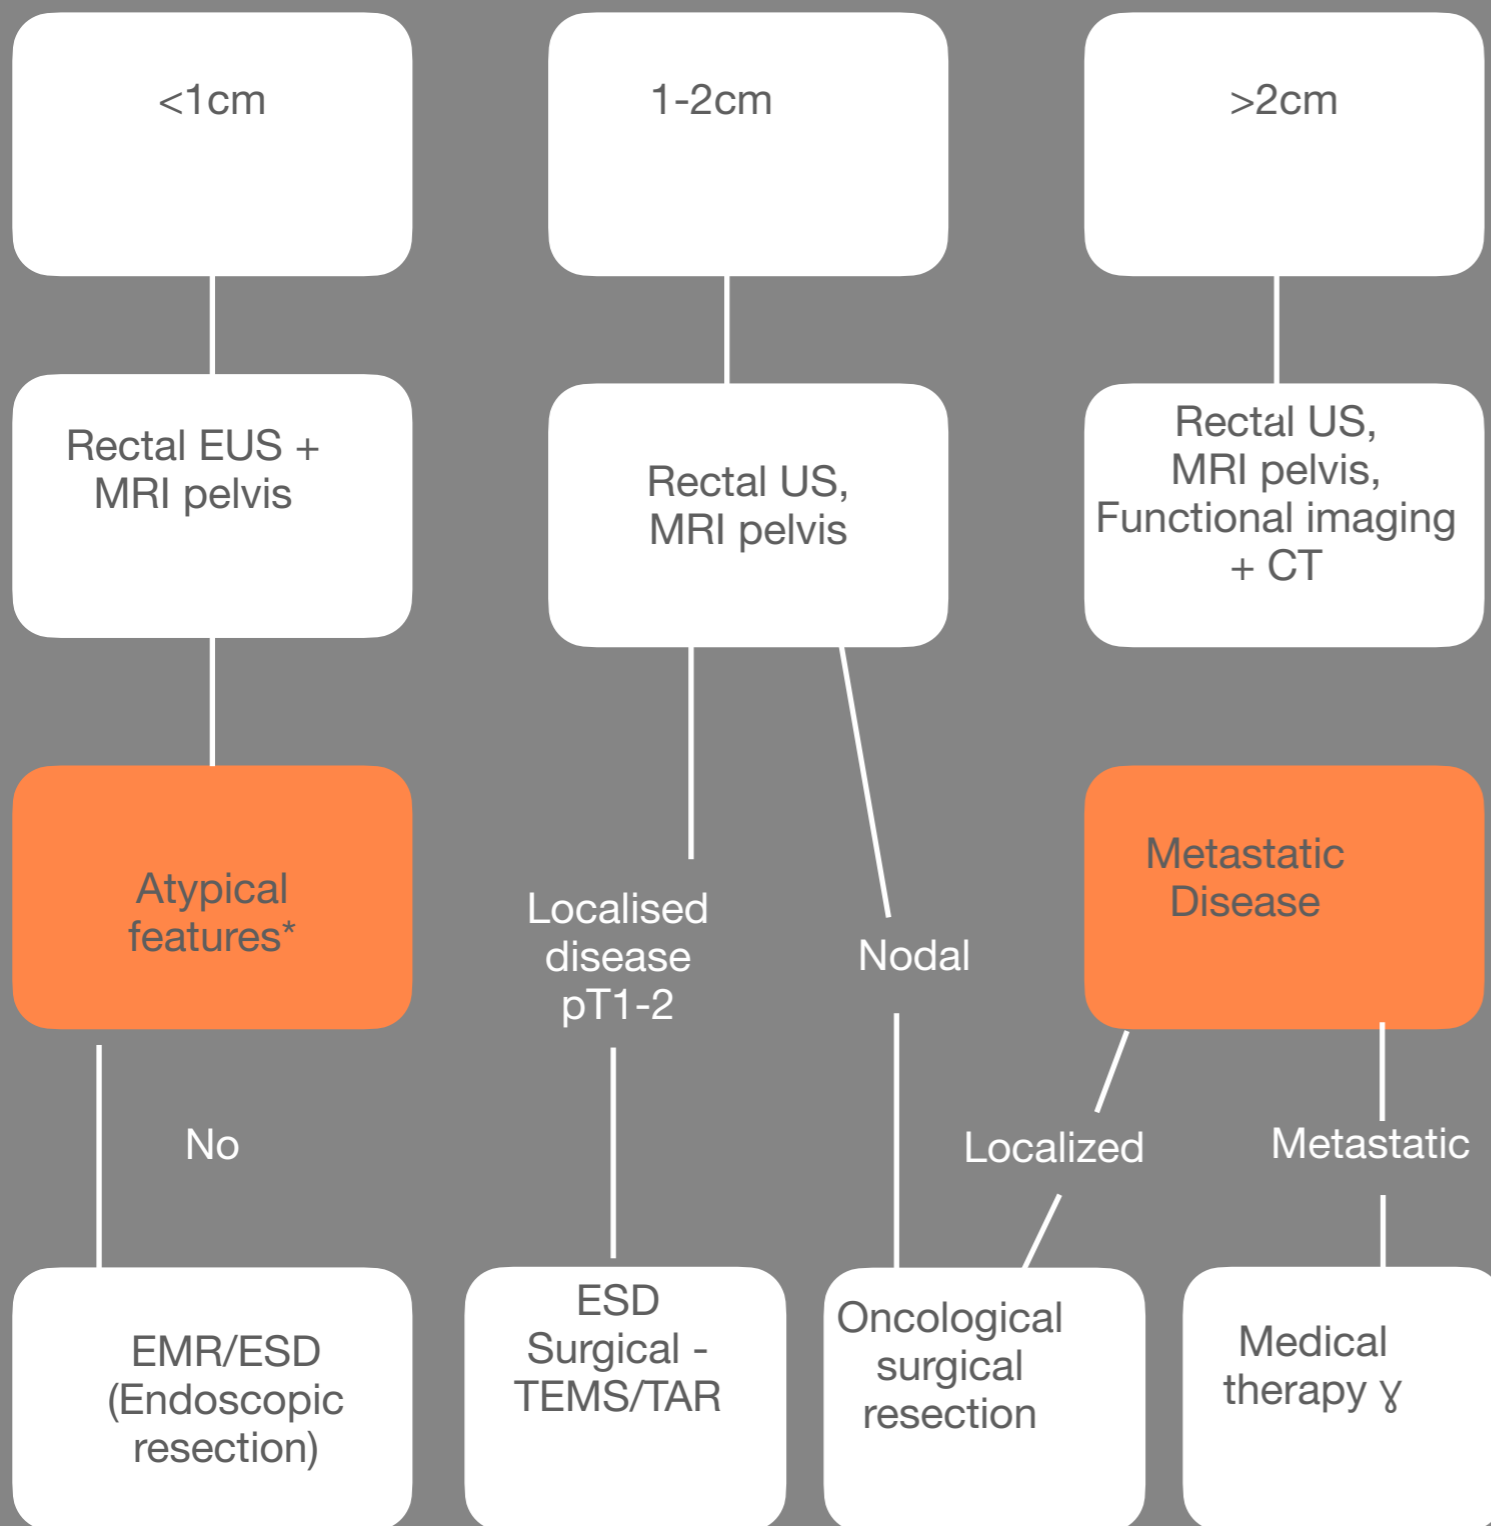 <1cm
1-2cm
>2cm
Rectal EUS +
MRI pelvis
Rectal US,
MRI pelvis
Rectal US,
MRI pelvis,
Functional imaging
+ CT
Atypical
features*
Localised
disease
pT1-2
Nodal
Metastatic
Disease
No
Localized
Metastatic
EMR/ESD
(Endoscopic
resection)
ESD
Surgical -
TEMS/TAR
Oncological
surgical
resection
Medical
therapy Ɣ